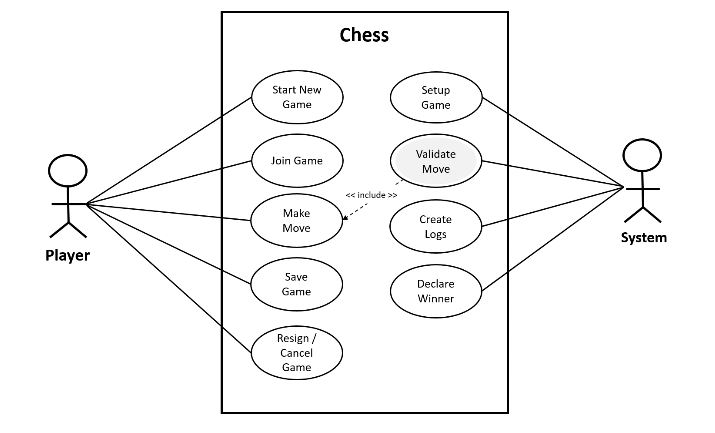 Chess
Start New
Game
Join Game
Make
Move
Save
Game
Resign /
Cancel
Game
Setup
Game
Validate
Move
<< include >>
Create
Logs
Declare
Winner
Player
System